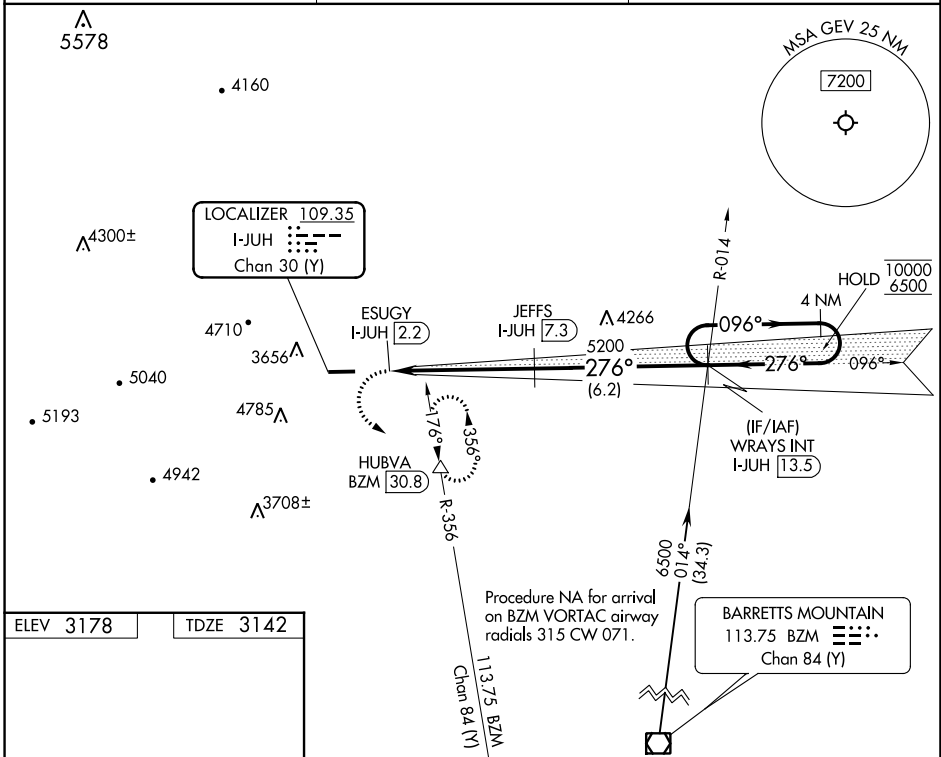 5578
4160
MSA GEV 25 NM
7200
LOCALIZER 109.35
I-JUH
Chan 30 (Y)
4300±
R-014
HOLD
10000
6500
4 NM
ESUGY
I-JUH 2.2
JEFFS
I-JUH 7.3
4266
096°
4710
3656
5200
276°
(6.2)
276°
096°
5040
5193
4785
176°
356°
(IF/IAF)
WRAYS INT
I-JUH 13.5
HUBVA
BZM 30.8
4942
3708±
R-356
6500
014°
(34.3)
Procedure NA for arrival
on BZM VORTAC airway
radials 315 CW 071.
BARRETTS MOUNTAIN
113.75 BZM
Chan 84 (Y)
ELEV 3178
TDZE 3142
113.75 BZM
Chan 84 (Y)